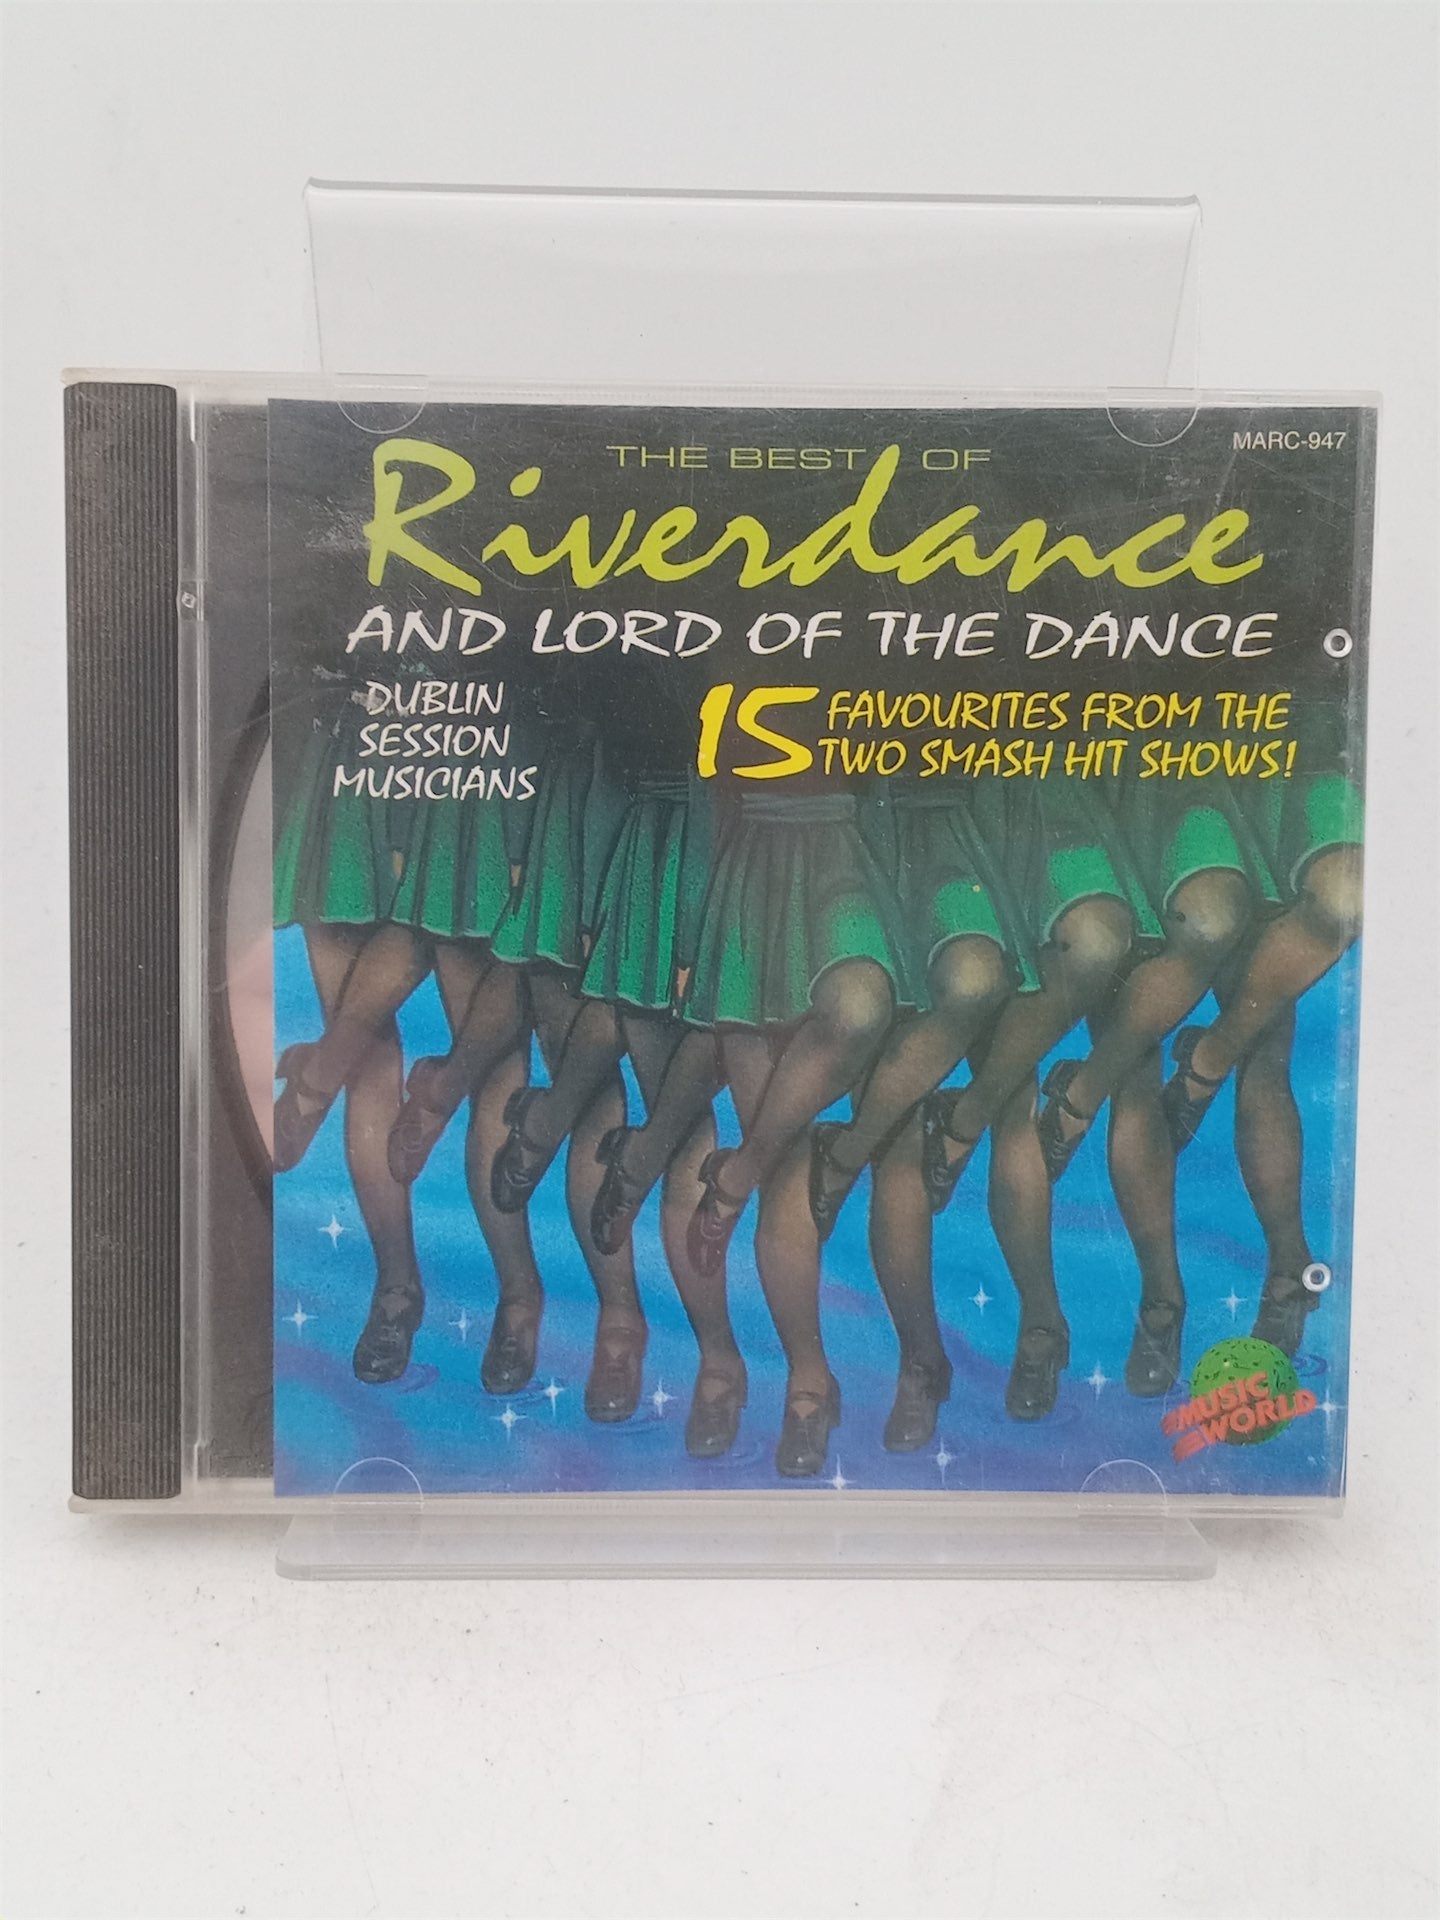 MARC-947
THE BEST OF
Riverdance
AND LORD OF THE DANCE
DUBLIN
SESSION
MUSICIANS
15 FAVOURITES FROM THE
TWO SMASH HIT SHOWS!
MUSIC
WORLD